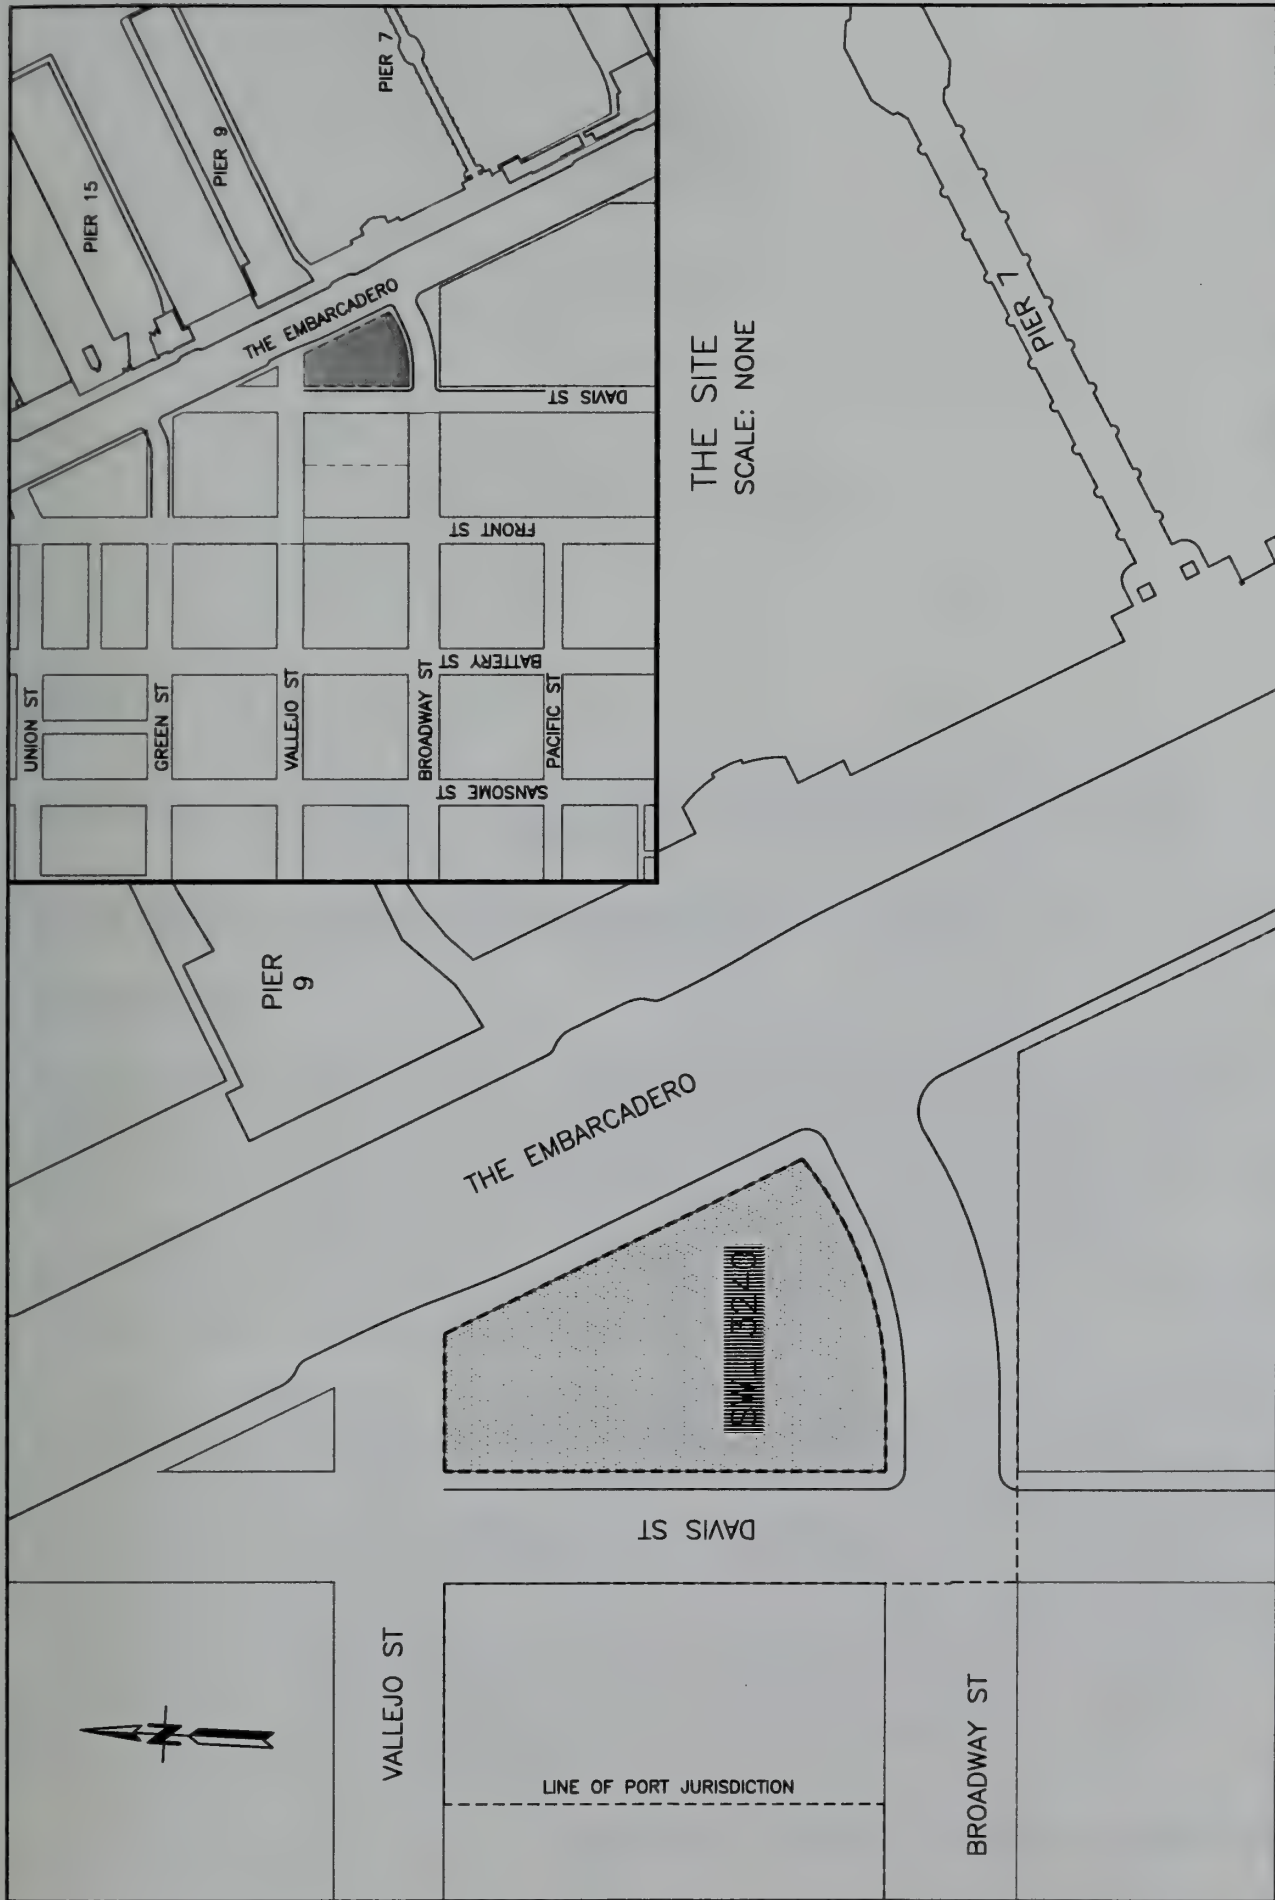 PIER 7
PIER 9
PIER 15
THE EMBARCADERO
DAVIS ST
FRONT ST
BATTERY ST
SANSOME ST
UNION ST
GREEN ST
VALLEJO ST
BROADWAY ST
PACIFIC ST
THE SITE
SCALE: NONE
PIER 7
PIER
9
THE EMBARCADERO
DAVIS ST
VALLEJO ST
BROADWAY ST
LINE OF PORT JURISDICTION
N